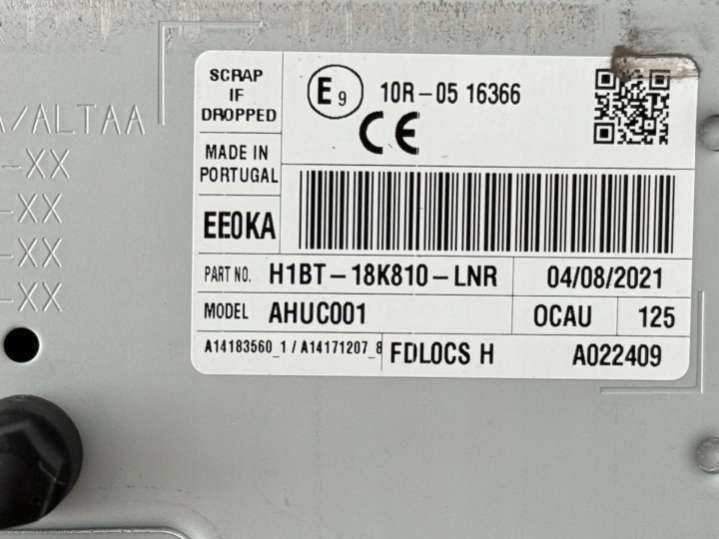 SCRAP
IF
DROPPED
E9
10R-05 16366
CE
MADE IN
PORTUGAL
EE0KA
PART NO. H1BT-18K810-LNR
04/08/2021
MODEL AHUC001
OCAU
125
A14183560_1 / A14171207_8
FDLOCS H
A022409
/ALTAA
-XX
-XX
-XX
-XX